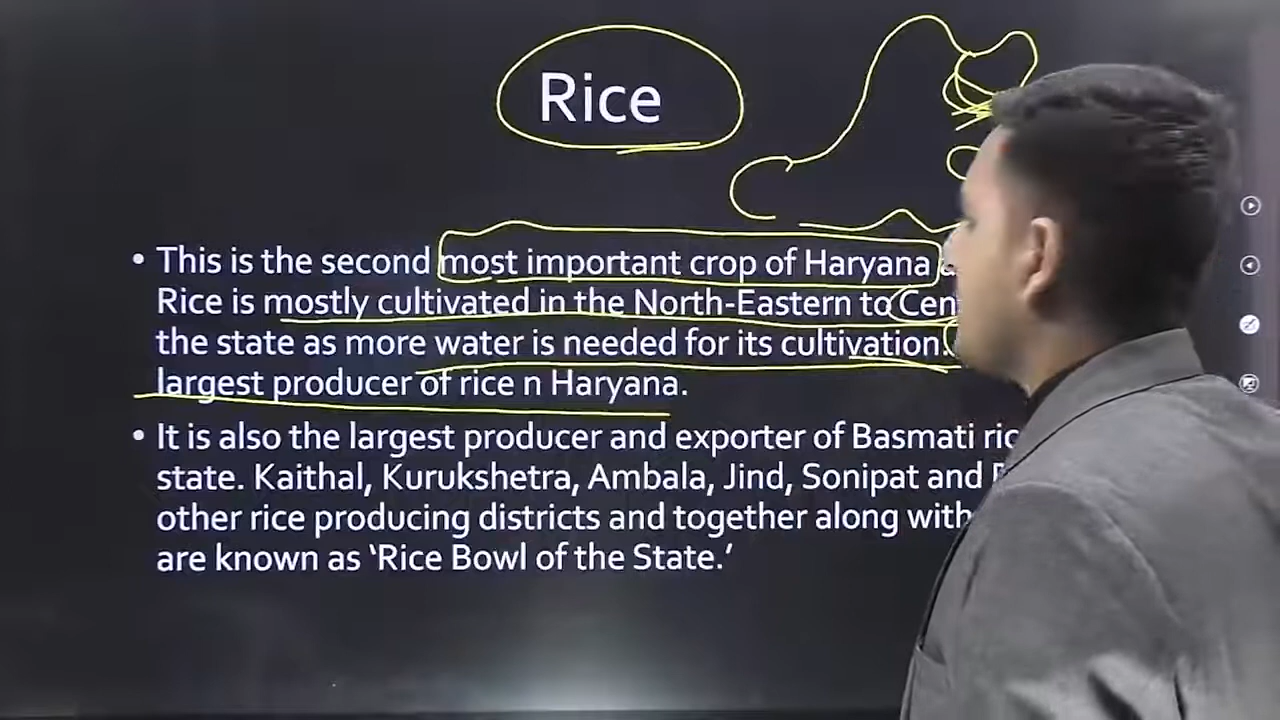 Rice
• This is the second most important crop of Haryana
Rice is mostly cultivated in the North-Eastern to
the state as more water is needed for its cultivation.
largest producer of rice n Haryana.
• It is also the largest producer and exporter of Basmati
state. Kaithal, Kurukshetra, Ambala, Jind, Sonipat and
other rice producing districts and together along with
are known as ‘Rice Bowl of the State.’